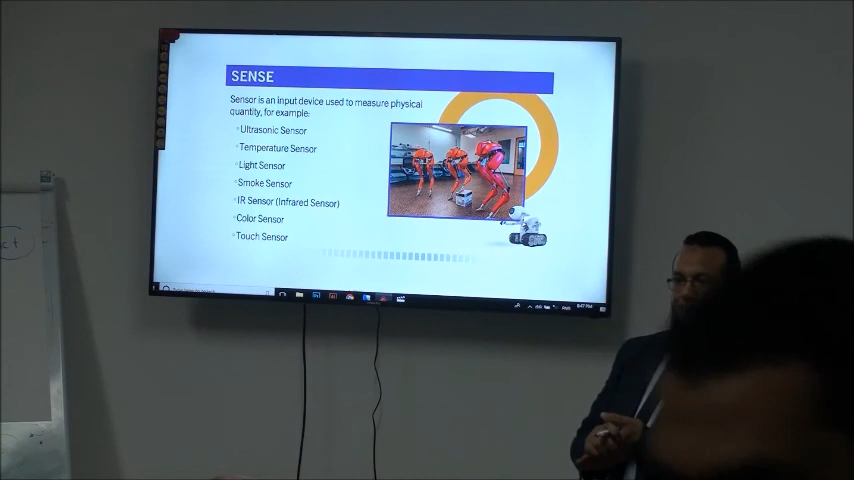 SENSE
Sensor is an input device used to measure physical
quantity, for example:
Ultrasonic Sensor
Temperature Sensor
Light Sensor
Smoke Sensor
IR Sensor (Infrared Sensor)
Color Sensor
Touch Sensor